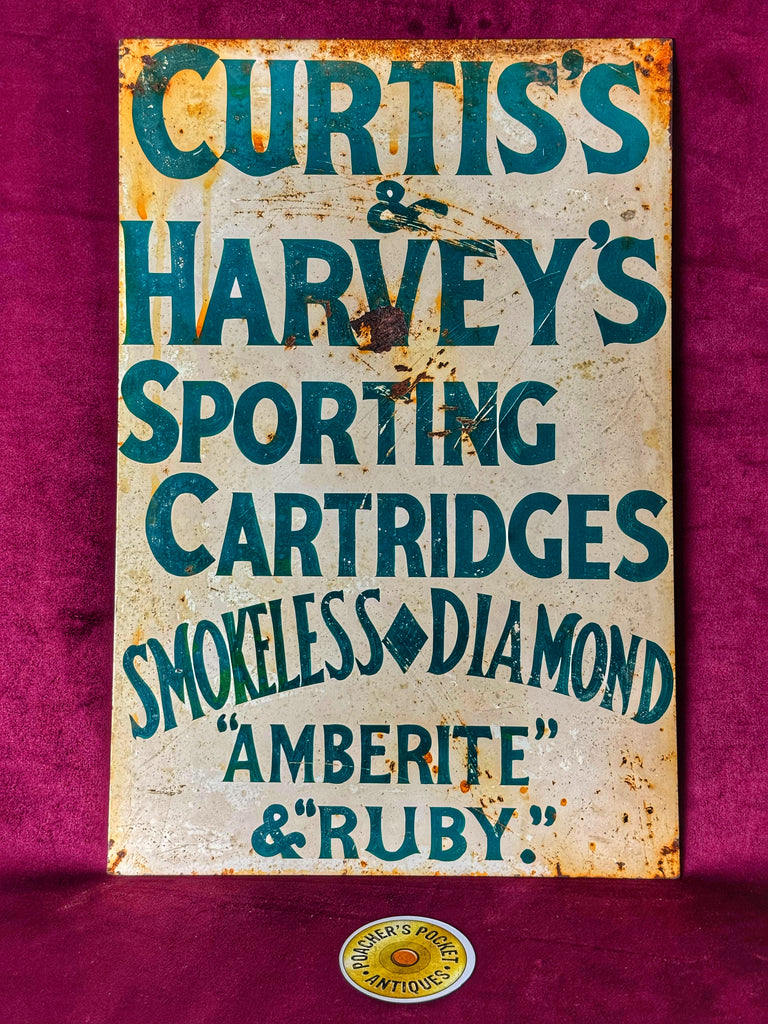 CURTIS'S
&
HARVEY'S
SPORTING
CARTRIDGES
SMOKELESS♦DIAMOND
"AMBERITE"
& "RUBY."
POACHER'S POCKET
•ANTIQUES•